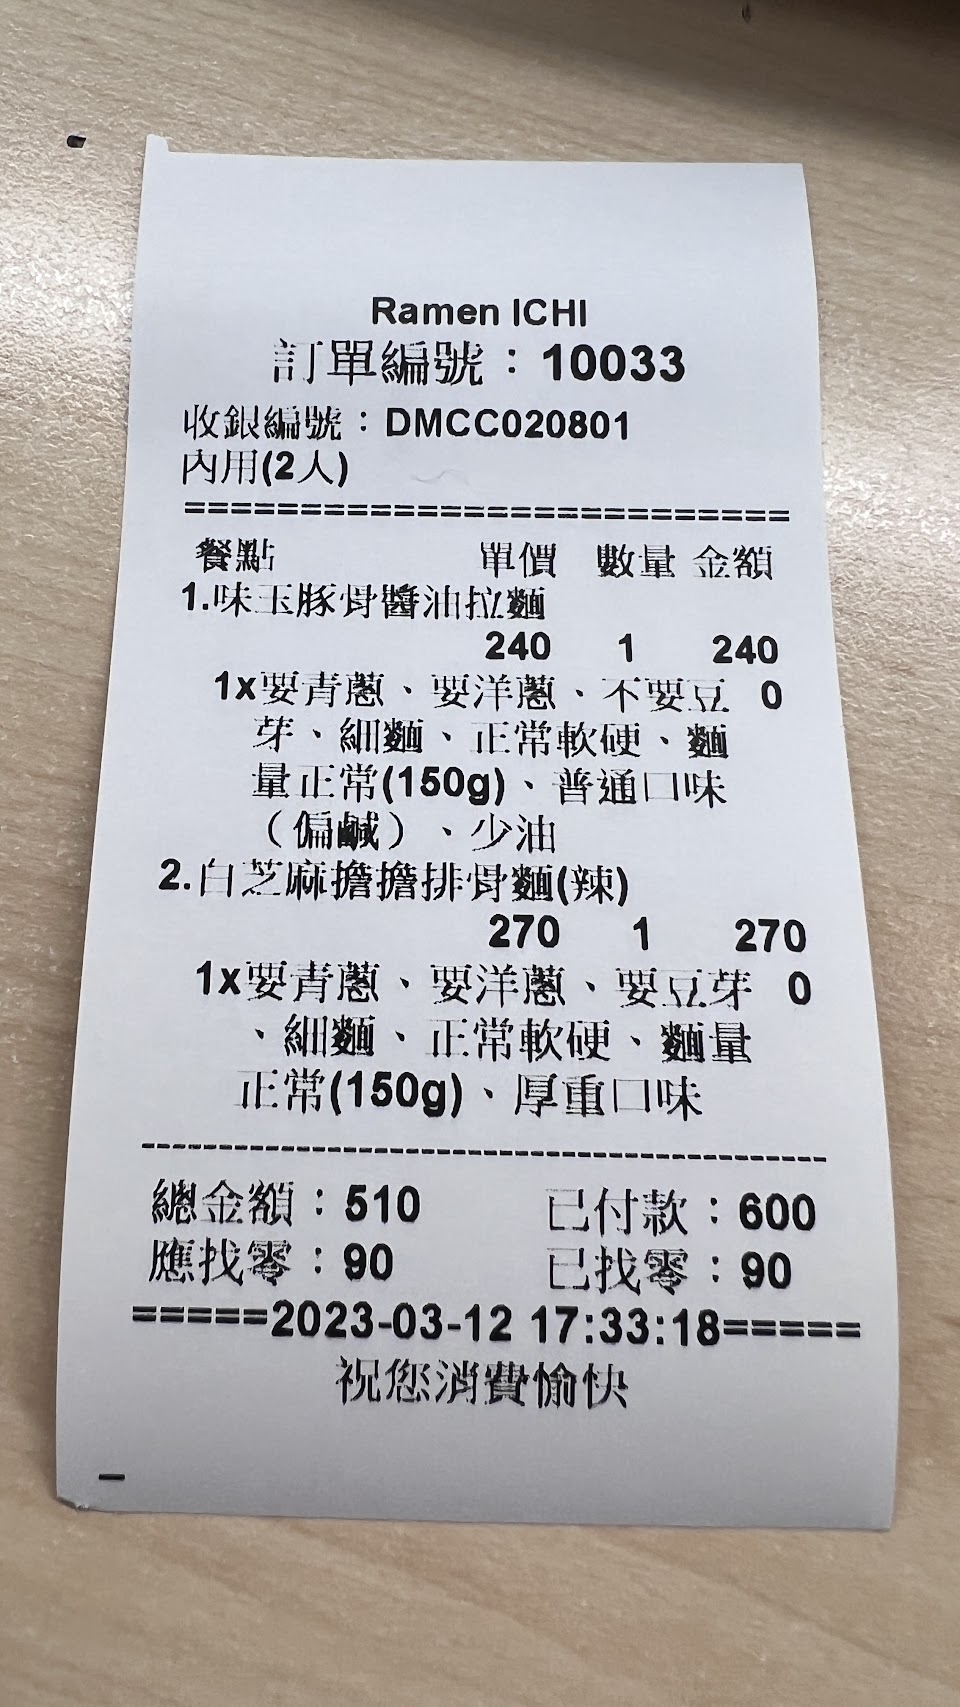 Ramen ICHI
訂單編號：10033
收銀編號：DMCC020801
內用(2人)
==============================
餐點 單價 數量 金額
1.味玉豚骨醬油拉麵
240 1 240
1x要青蔥、要洋蔥、不要豆 0
芽、細麵、正常軟硬、麵
量正常(150g)、普通口味
（偏鹹）、少油
2.白芝麻擔擔排骨麵(辣)
270 1 270
1x要青蔥、要洋蔥、要豆芽 0
、細麵、正常軟硬、麵量
正常(150g)、厚重口味
------------------------------------------------
總金額：510 已付款：600
應找零：90 已找零：90
=====2023-03-12 17:33:18=====
祝您消費愉快